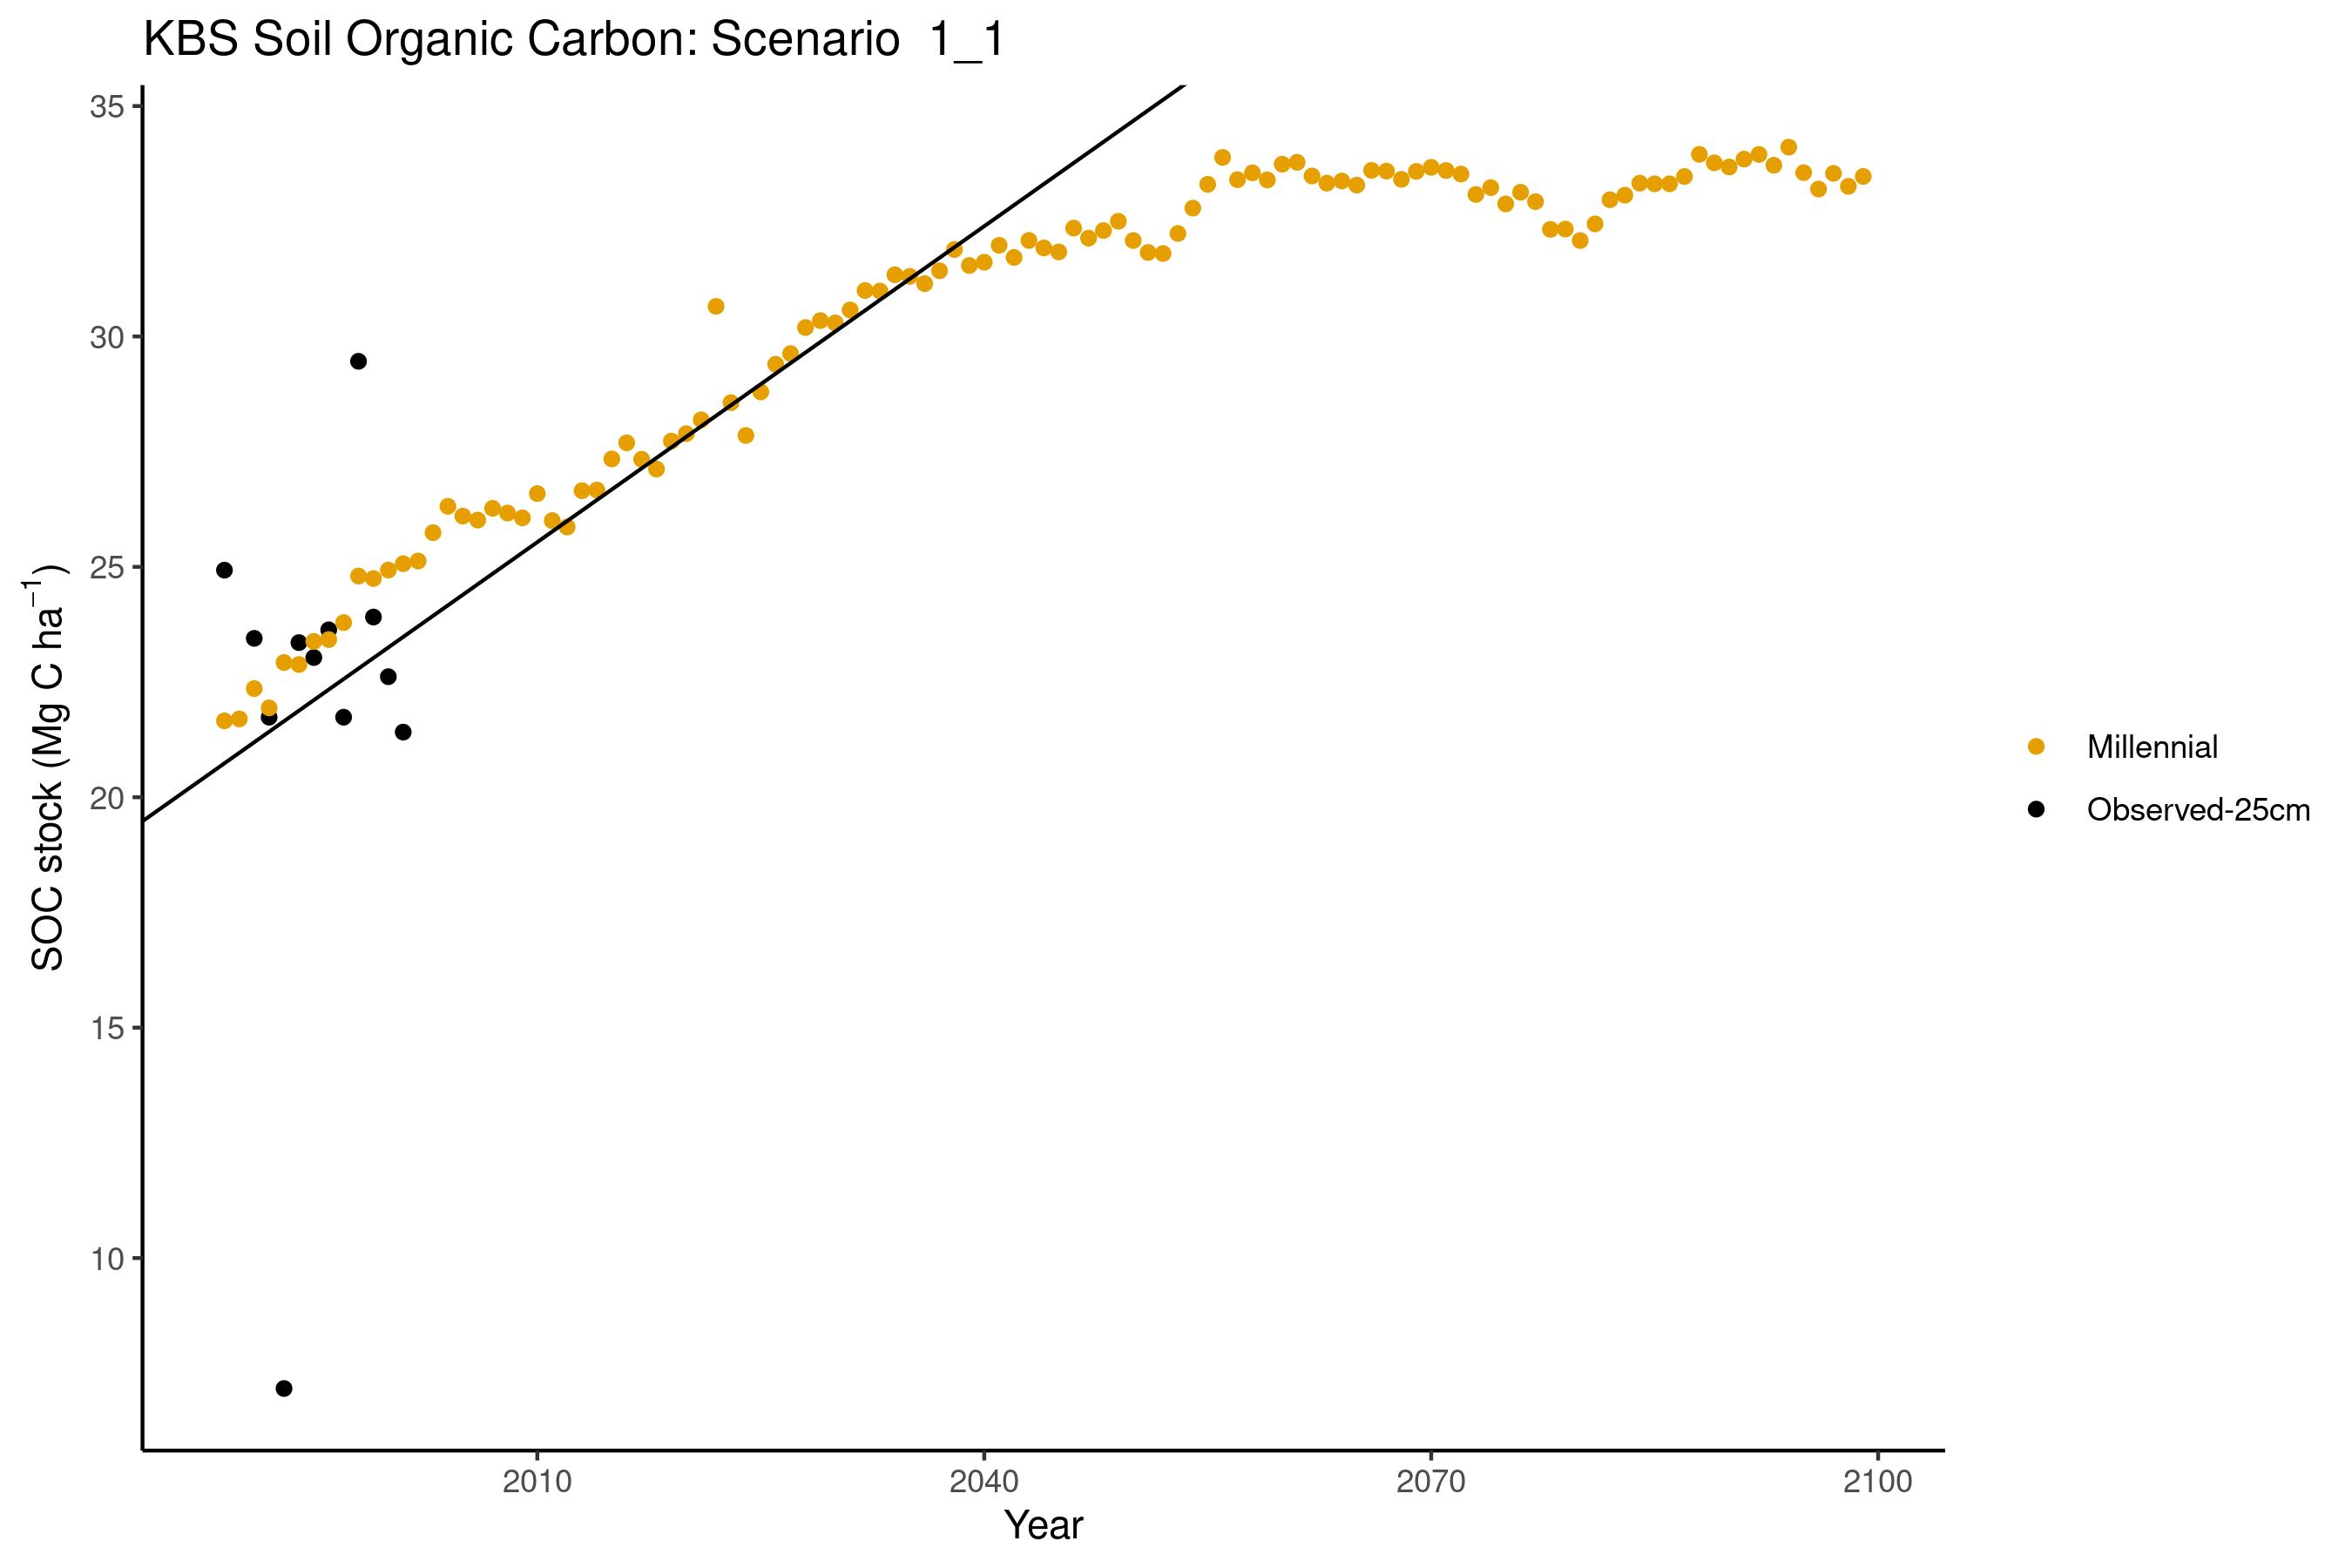 KBS Soil Organic Carbon: Scenario  1_1
SOC stock (Mg C ha⁻¹)
35
30
25
20
15
10
2010
2040
2070
2100
Year
Millennial
Observed-25cm